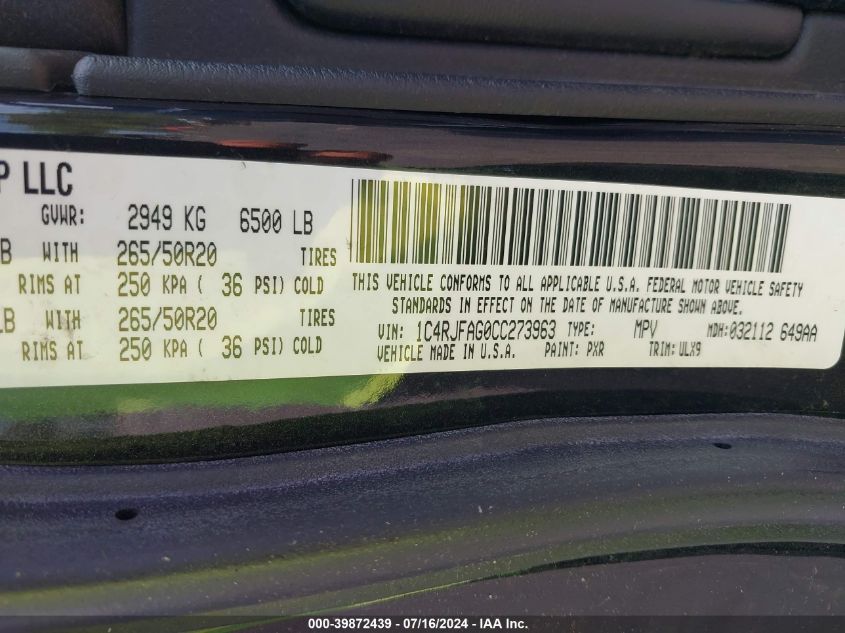 P LLC
GVWR: 2949 KG 6500 LB
B WITH 265/50R20 TIRES
RIMS AT 250 KPA ( 36 PSI) COLD
LB WITH 265/50R20 TIRES
RIMS AT 250 KPA ( 36 PSI) COLD
THIS VEHICLE CONFORMS TO ALL APPLICABLE U.S.A. FEDERAL MOTOR VEHICLE SAFETY
STANDARDS IN EFFECT ON THE DATE OF MANUFACTURE SHOWN ABOVE.
VIN: 1C4RJFAG0CC273963 TYPE: MPV MDH:032112 649AA
VEHICLE MADE IN U.S.A. PAINT: PXR TRIM: ULX9
000-39872439 - 07/16/2024 - IAAI.COM